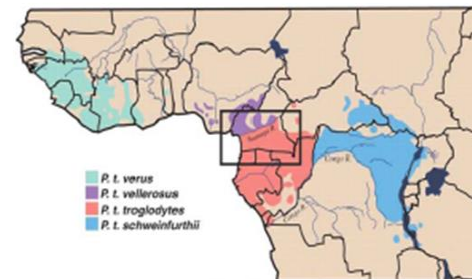 P. t. verus
P. t. vellerosus
P. t. troglodytes
P. t. schweinfurthii
Congo R.